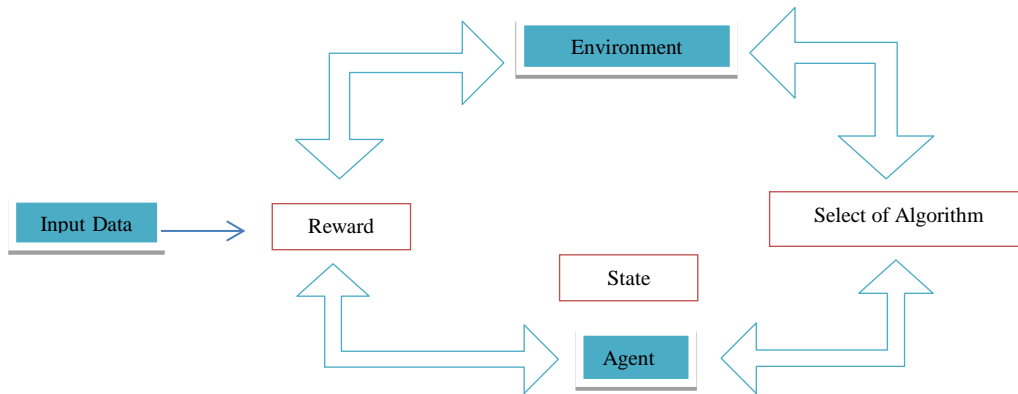 Environment
Input Data
Reward
Select of Algorithm
State
Agent